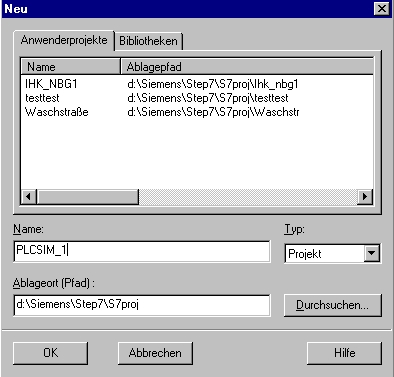 Neu
Anwenderprojekte Bibliotheken
Name Ablagepfad
IHK_NBG1 d:\Siemens\Step7\S7proj\Ihk_nbg1
testtest d:\Siemens\Step7\S7proj\testtest
Waschstraße d:\Siemens\Step7\S7proj\Waschstr
Name: Typ:
PLCSIM_1 Projekt
Ablageort (Pfad) :
d:\Siemens\Step7\S7proj Durchsuchen...
OK Abbrechen Hilfe